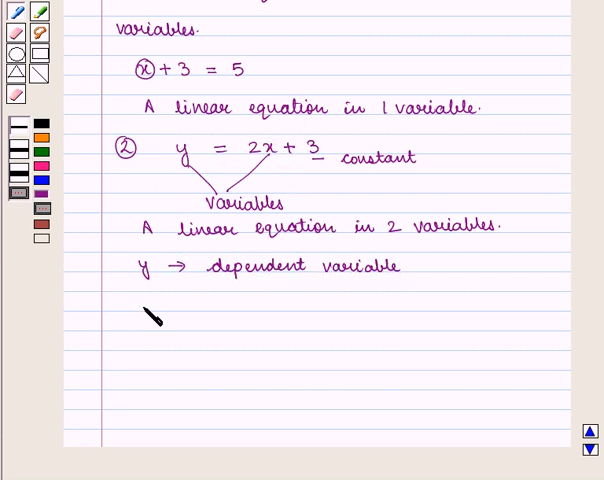 variables.
x + 3 = 5
A linear equation in 1 variable.
2 y = 2x + 3 constant
variables
A linear equation in 2 variables.
y → dependent variable